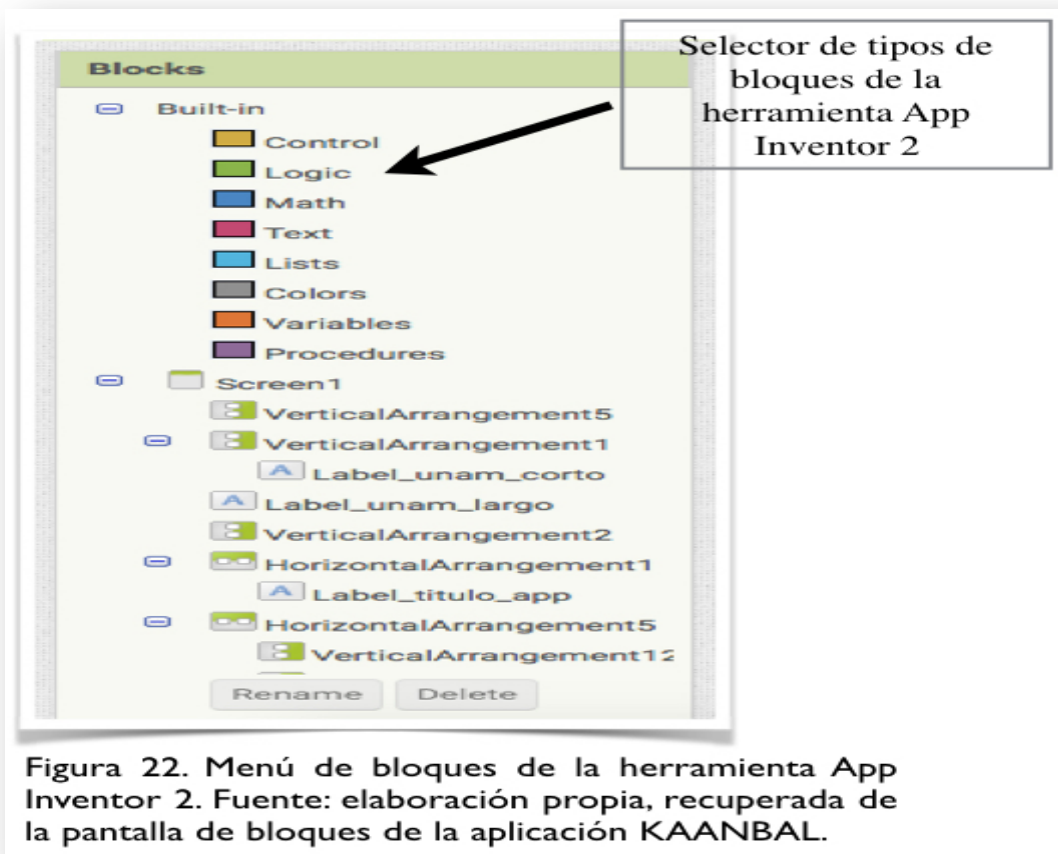 Selector de tipos de
bloques de la
herramienta App
Inventor 2
Blocks
Built-in
Control
Logic
Math
Text
Lists
Colors
Variables
Procedures
Screen1
VerticalArrangement5
VerticalArrangement1
A Label_unam_corto
A Label_unam_largo
VerticalArrangement2
HorizontalArrangement1
A Label_titulo_app
HorizontalArrangement5
VerticalArrangement12
Rename Delete
Figura 22. Menú de bloques de la herramienta App
Inventor 2. Fuente: elaboración propia, recuperada de
la pantalla de bloques de la aplicación KAANBAL.